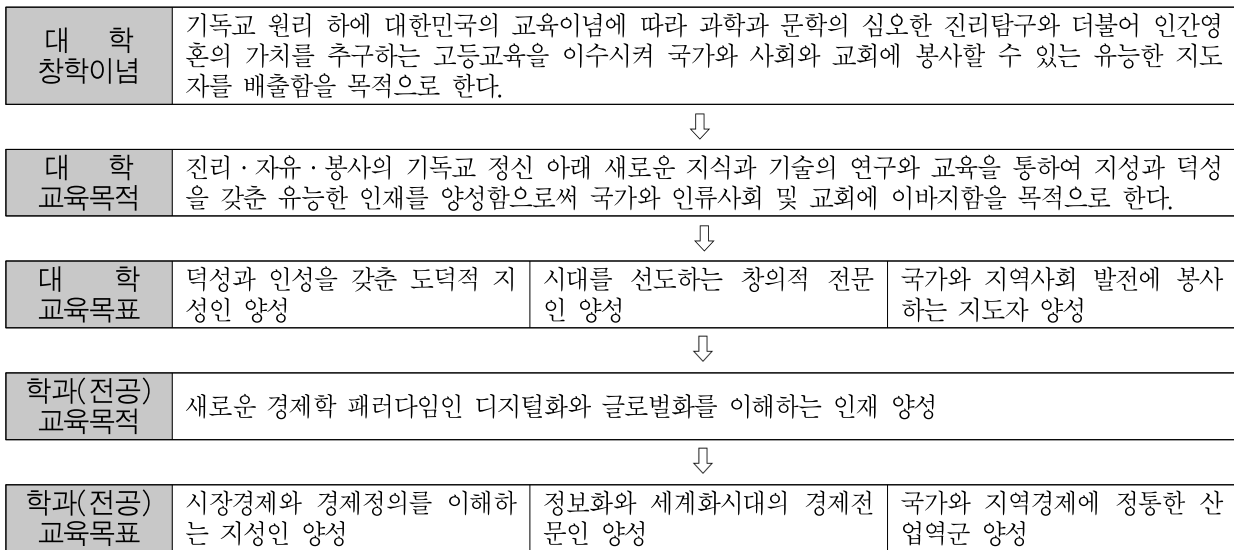 대 학
창학이념
기독교 원리 하에 대한민국의 교육이념에 따라 과학과 문학의 심오한 진리탐구와 더불어 인간영
혼의 가치를 추구하는 고등교육을 이수시켜 국가와 사회와 교회에 봉사할 수 있는 유능한 지도
자를 배출함을 목적으로 한다.
⇩
대 학
교육목적
진리·자유·봉사의 기독교 정신 아래 새로운 지식과 기술의 연구와 교육을 통하여 지성과 덕성
을 갖춘 유능한 인재를 양성함으로써 국가와 인류사회 및 교회에 이바지함을 목적으로 한다.
⇩
대 학
교육목표
덕성과 인성을 갖춘 도덕적 지
성인 양성
시대를 선도하는 창의적 전문
인 양성
국가와 지역사회 발전에 봉사
하는 지도자 양성
⇩
학과(전공)
교육목적
새로운 경제학 패러다임인 디지털화와 글로벌화를 이해하는 인재 양성
⇩
학과(전공)
교육목표
시장경제와 경제정의를 이해하
는 지성인 양성
정보화와 세계화시대의 경제전
문인 양성
국가와 지역경제에 정통한 산
업역군 양성